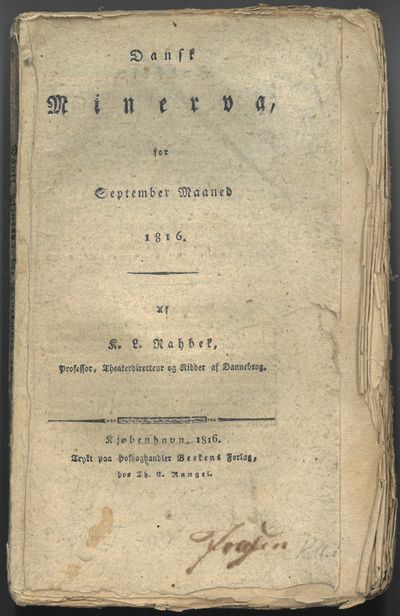 Dansk
Minerva,
for
September Maaned
1816.
Af
K. L. Rahbek,
Professor, Theaterdirecteur og Ridder af Dannebrog.
Kjøbenhavn, 1816.
Trykt paa Hofboghandler Beekens Forlag,
hos Th. E. Rangel.